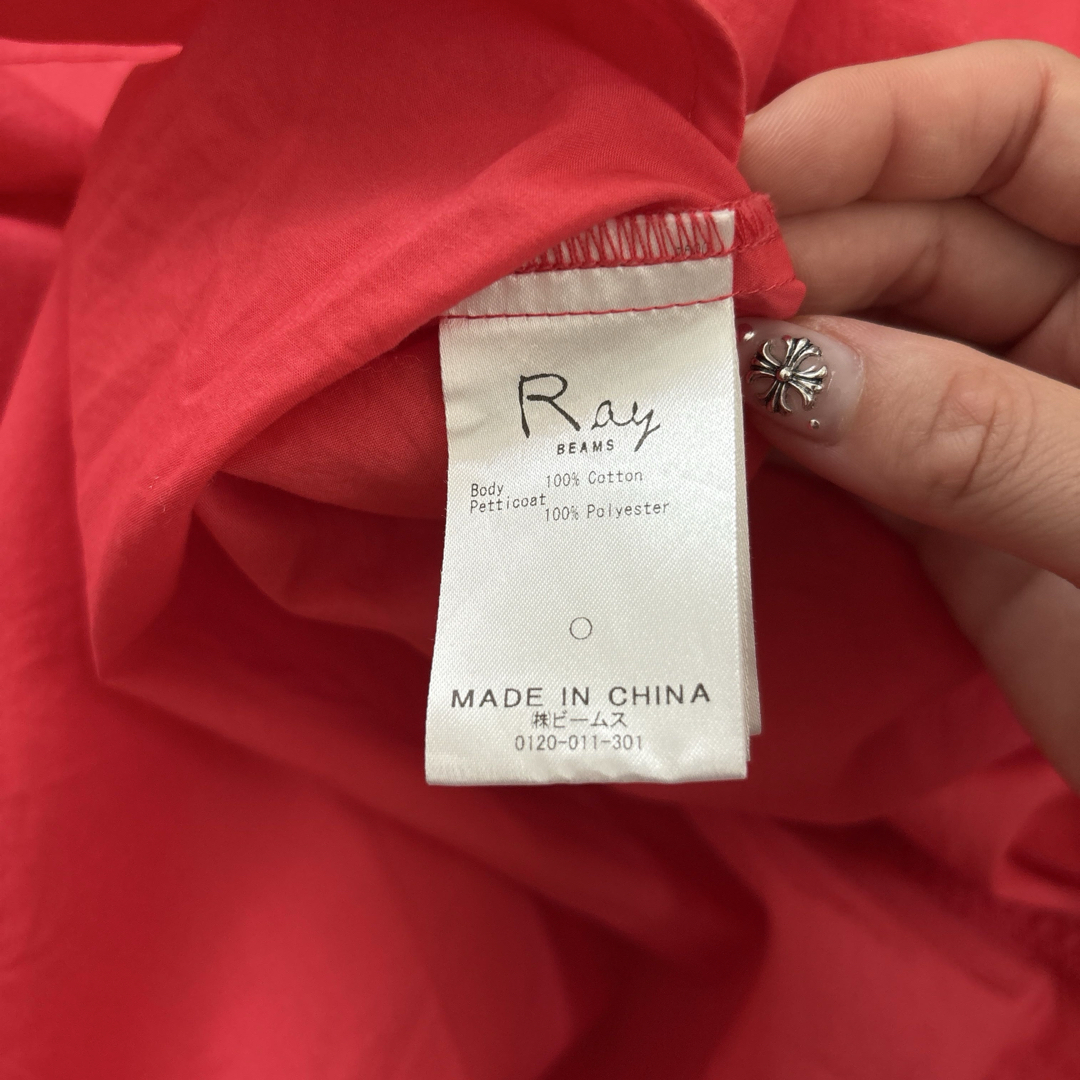 Ray
BEAMS
Body 100% Cotton
Petticoat 100% Polyester
MADE IN CHINA
㈱ビームス
0120-011-301